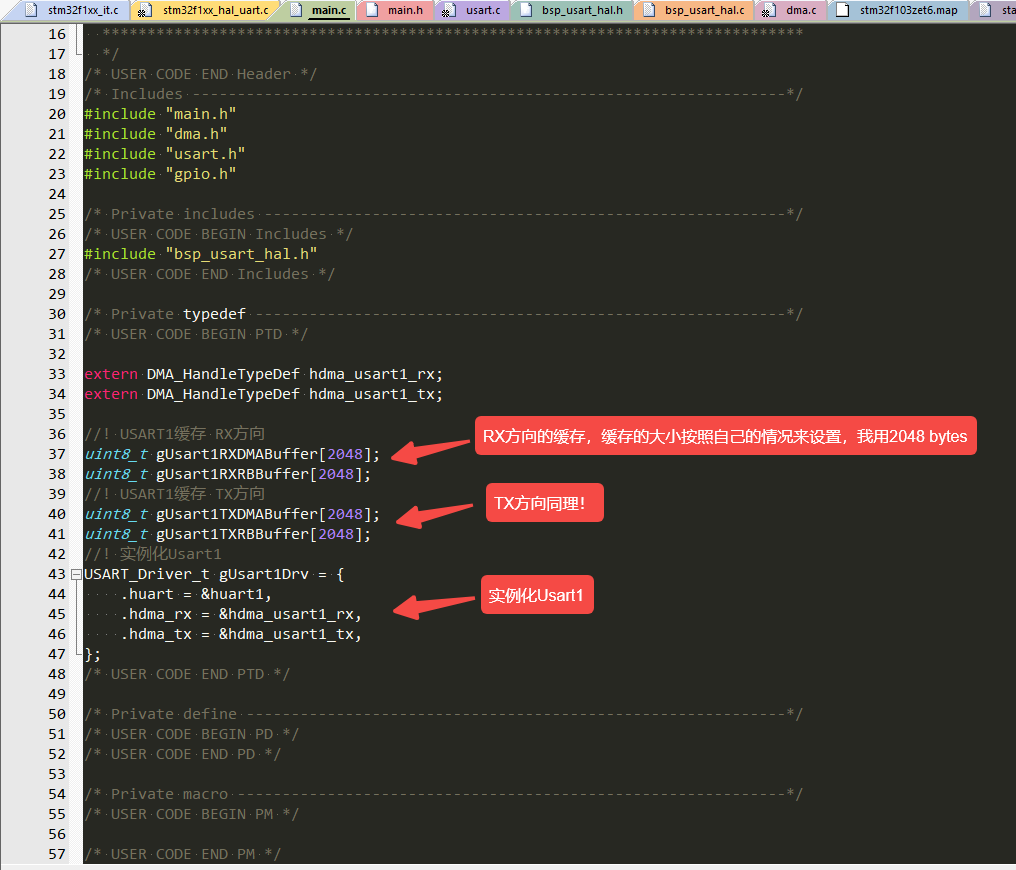 stm32f1xx_it.c stm32f1xx_hal_uart.c main.c main.h usart.c bsp_usart_hal.h bsp_usart_hal.c dma.c stm32f103zet6.map sta
16 ******************************************************************************
17 */
18 /* USER CODE END Header */
19 /* Includes ------------------------------------------------------------------*/
20 #include "main.h"
21 #include "dma.h"
22 #include "usart.h"
23 #include "gpio.h"
24
25 /* Private includes ----------------------------------------------------------*/
26 /* USER CODE BEGIN Includes */
27 #include "bsp_usart_hal.h"
28 /* USER CODE END Includes */
29
30 /* Private typedef -----------------------------------------------------------*/
31 /* USER CODE BEGIN PTD */
32
33 extern DMA_HandleTypeDef hdma_usart1_rx;
34 extern DMA_HandleTypeDef hdma_usart1_tx;
35
36 //! USART1缓存 RX方向
RX方向的缓存，缓存的大小按照自己的情况来设置，我用2048 bytes
37 uint8_t gUsart1RXDMABuffer[2048];
38 uint8_t gUsart1RXRBBuffer[2048];
39 //! USART1缓存 TX方向
TX方向同理！
40 uint8_t gUsart1TXDMABuffer[2048];
41 uint8_t gUsart1TXRBBuffer[2048];
42 //! 实例化Usart1
43 USART_Driver_t gUsart1Drv = {
44 .huart = &huart1,
实例化Usart1
45 .hdma_rx = &hdma_usart1_rx,
46 .hdma_tx = &hdma_usart1_tx,
47 };
48 /* USER CODE END PTD */
49
50 /* Private define ------------------------------------------------------------*/
51 /* USER CODE BEGIN PD */
52 /* USER CODE END PD */
53
54 /* Private macro -------------------------------------------------------------*/
55 /* USER CODE BEGIN PM */
56
57 /* USER CODE END PM */